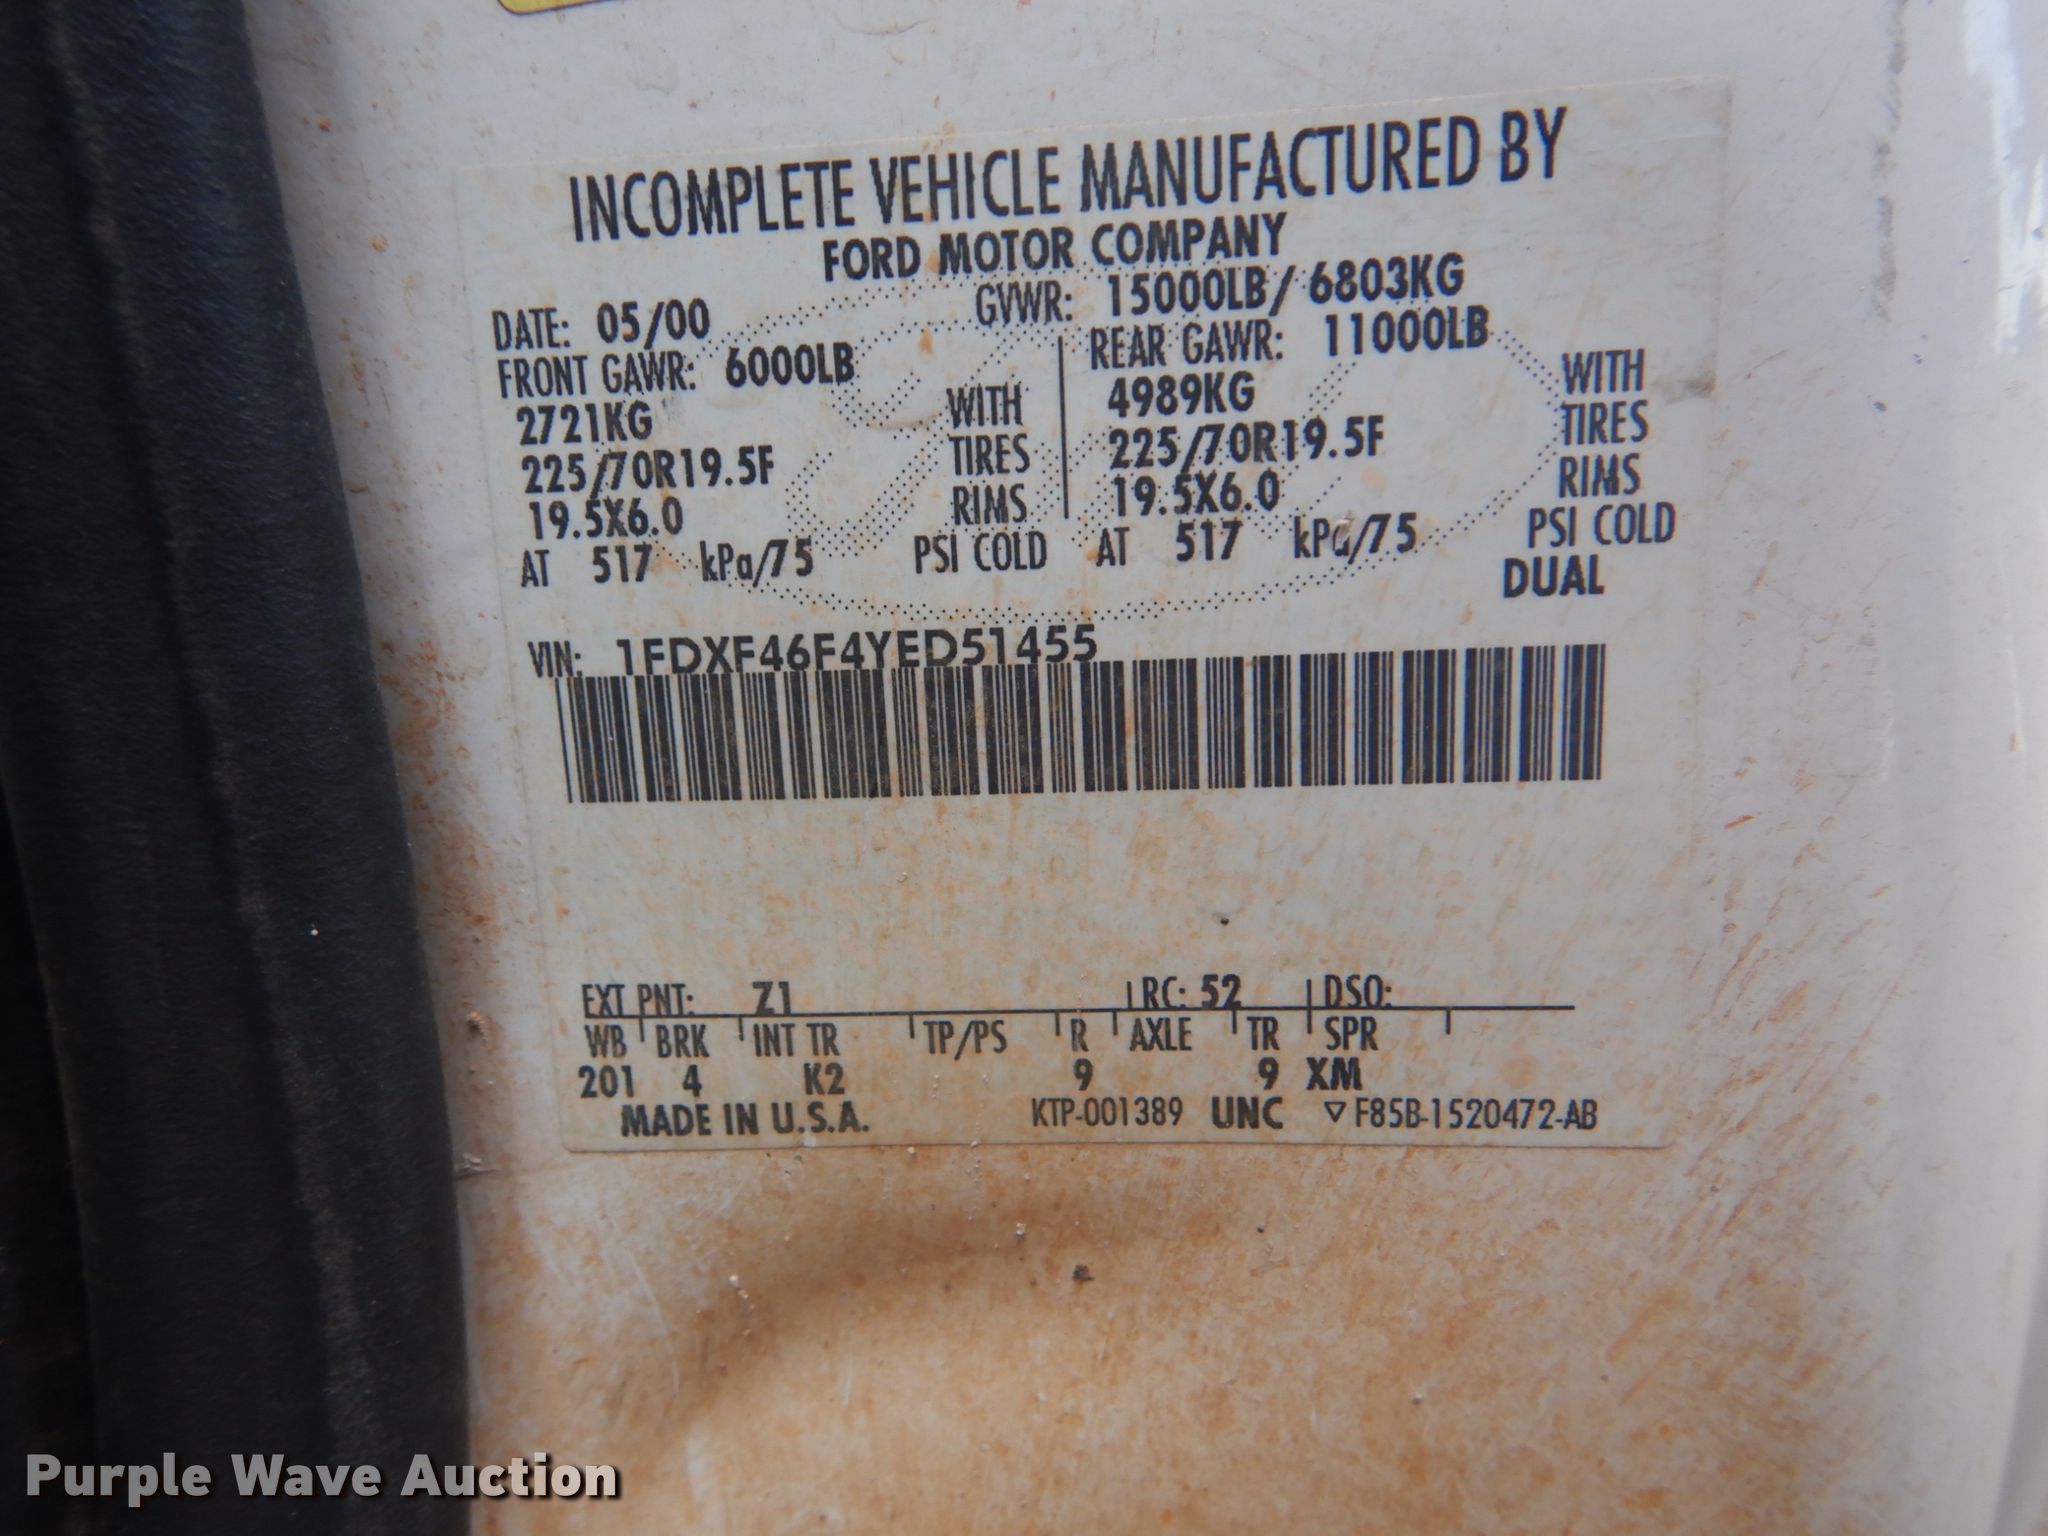 INCOMPLETE VEHICLE MANUFACTURED BY
FORD MOTOR COMPANY
DATE: 05/00 GVWR: 15000LB/ 6803KG
FRONT GAWR: 6000LB REAR GAWR: 11000LB
2721KG WITH 4989KG WITH
225/70R19.5F TIRES 225/70R19.5F TIRES
19.5X6.0 RIMS 19.5X6.0 RIMS
AT 517 kPa/75 PSI COLD AT 517 kPa/75 PSI COLD
DUAL
VIN: 1FDXF46F4YED51455
EXT PNT: Z1 RC: 52 DSO:
WB BRK INT TR TP/PS R AXLE TR SPR
201 4 K2 9 9 XM
MADE IN U.S.A. KTP-001389 UNC ▽F85B-1520472-AB
Purple Wave Auction